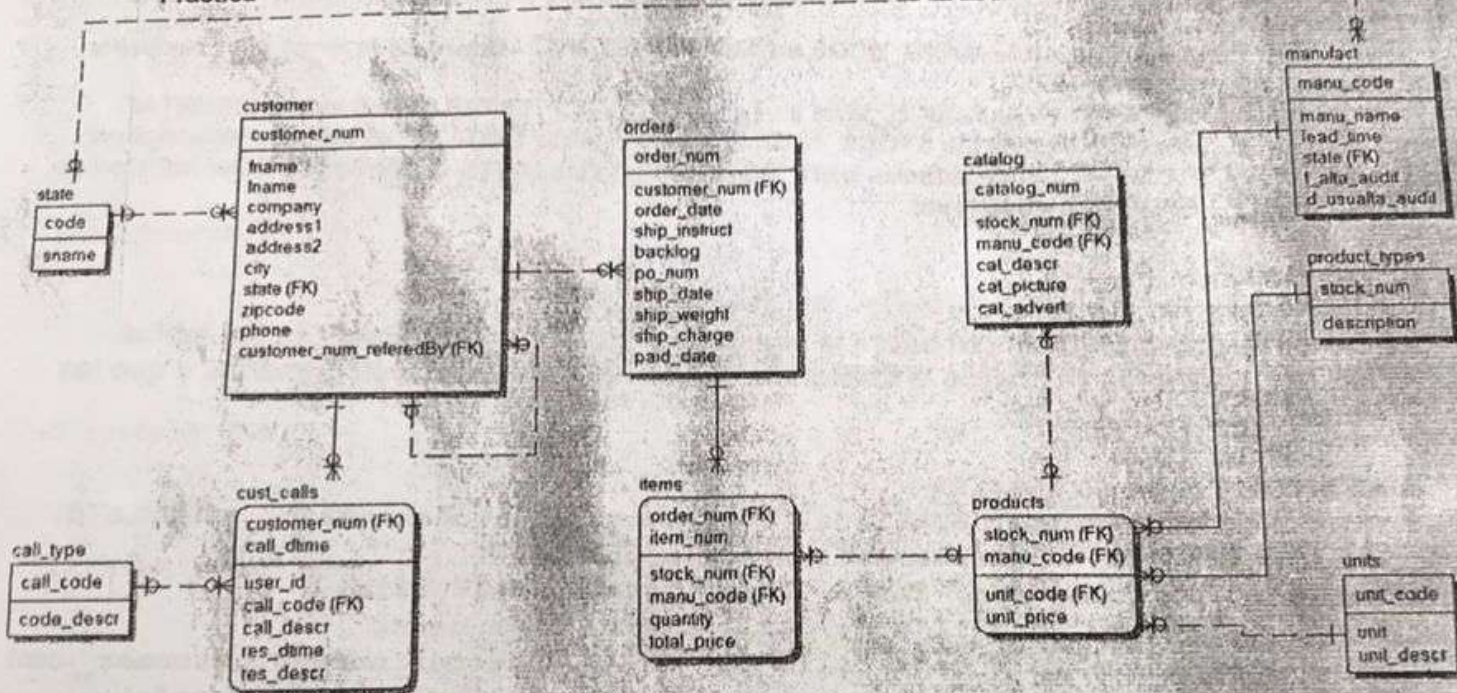 manufact
manu_code
manu_name
lead_time
state (FK)
f_alta_audit
d_usualta_audit
customer
customer_num
fname
lname
company
address1
address2
city
state (FK)
zipcode
phone
customer_num_referedBy (FK)
orders
order_num
customer_num (FK)
order_date
ship_instruct
backlog
po_num
ship_date
ship_weight
ship_charge
paid_date
catalog
catalog_num
stock_num (FK)
manu_code (FK)
cat_descr
cat_picture
cat_advert
state
code
sname
product_types
stock_num
description
cust_calls
customer_num (FK)
call_dtime
user_id
call_code (FK)
call_descr
res_dtime
res_descr
call_type
call_code
code_descr
items
order_num (FK)
item_num
stock_num (FK)
manu_code (FK)
quantity
total_price
products
stock_num (FK)
manu_code (FK)
unit_code (FK)
unit_price
units
unit_code
unit
unit_descr